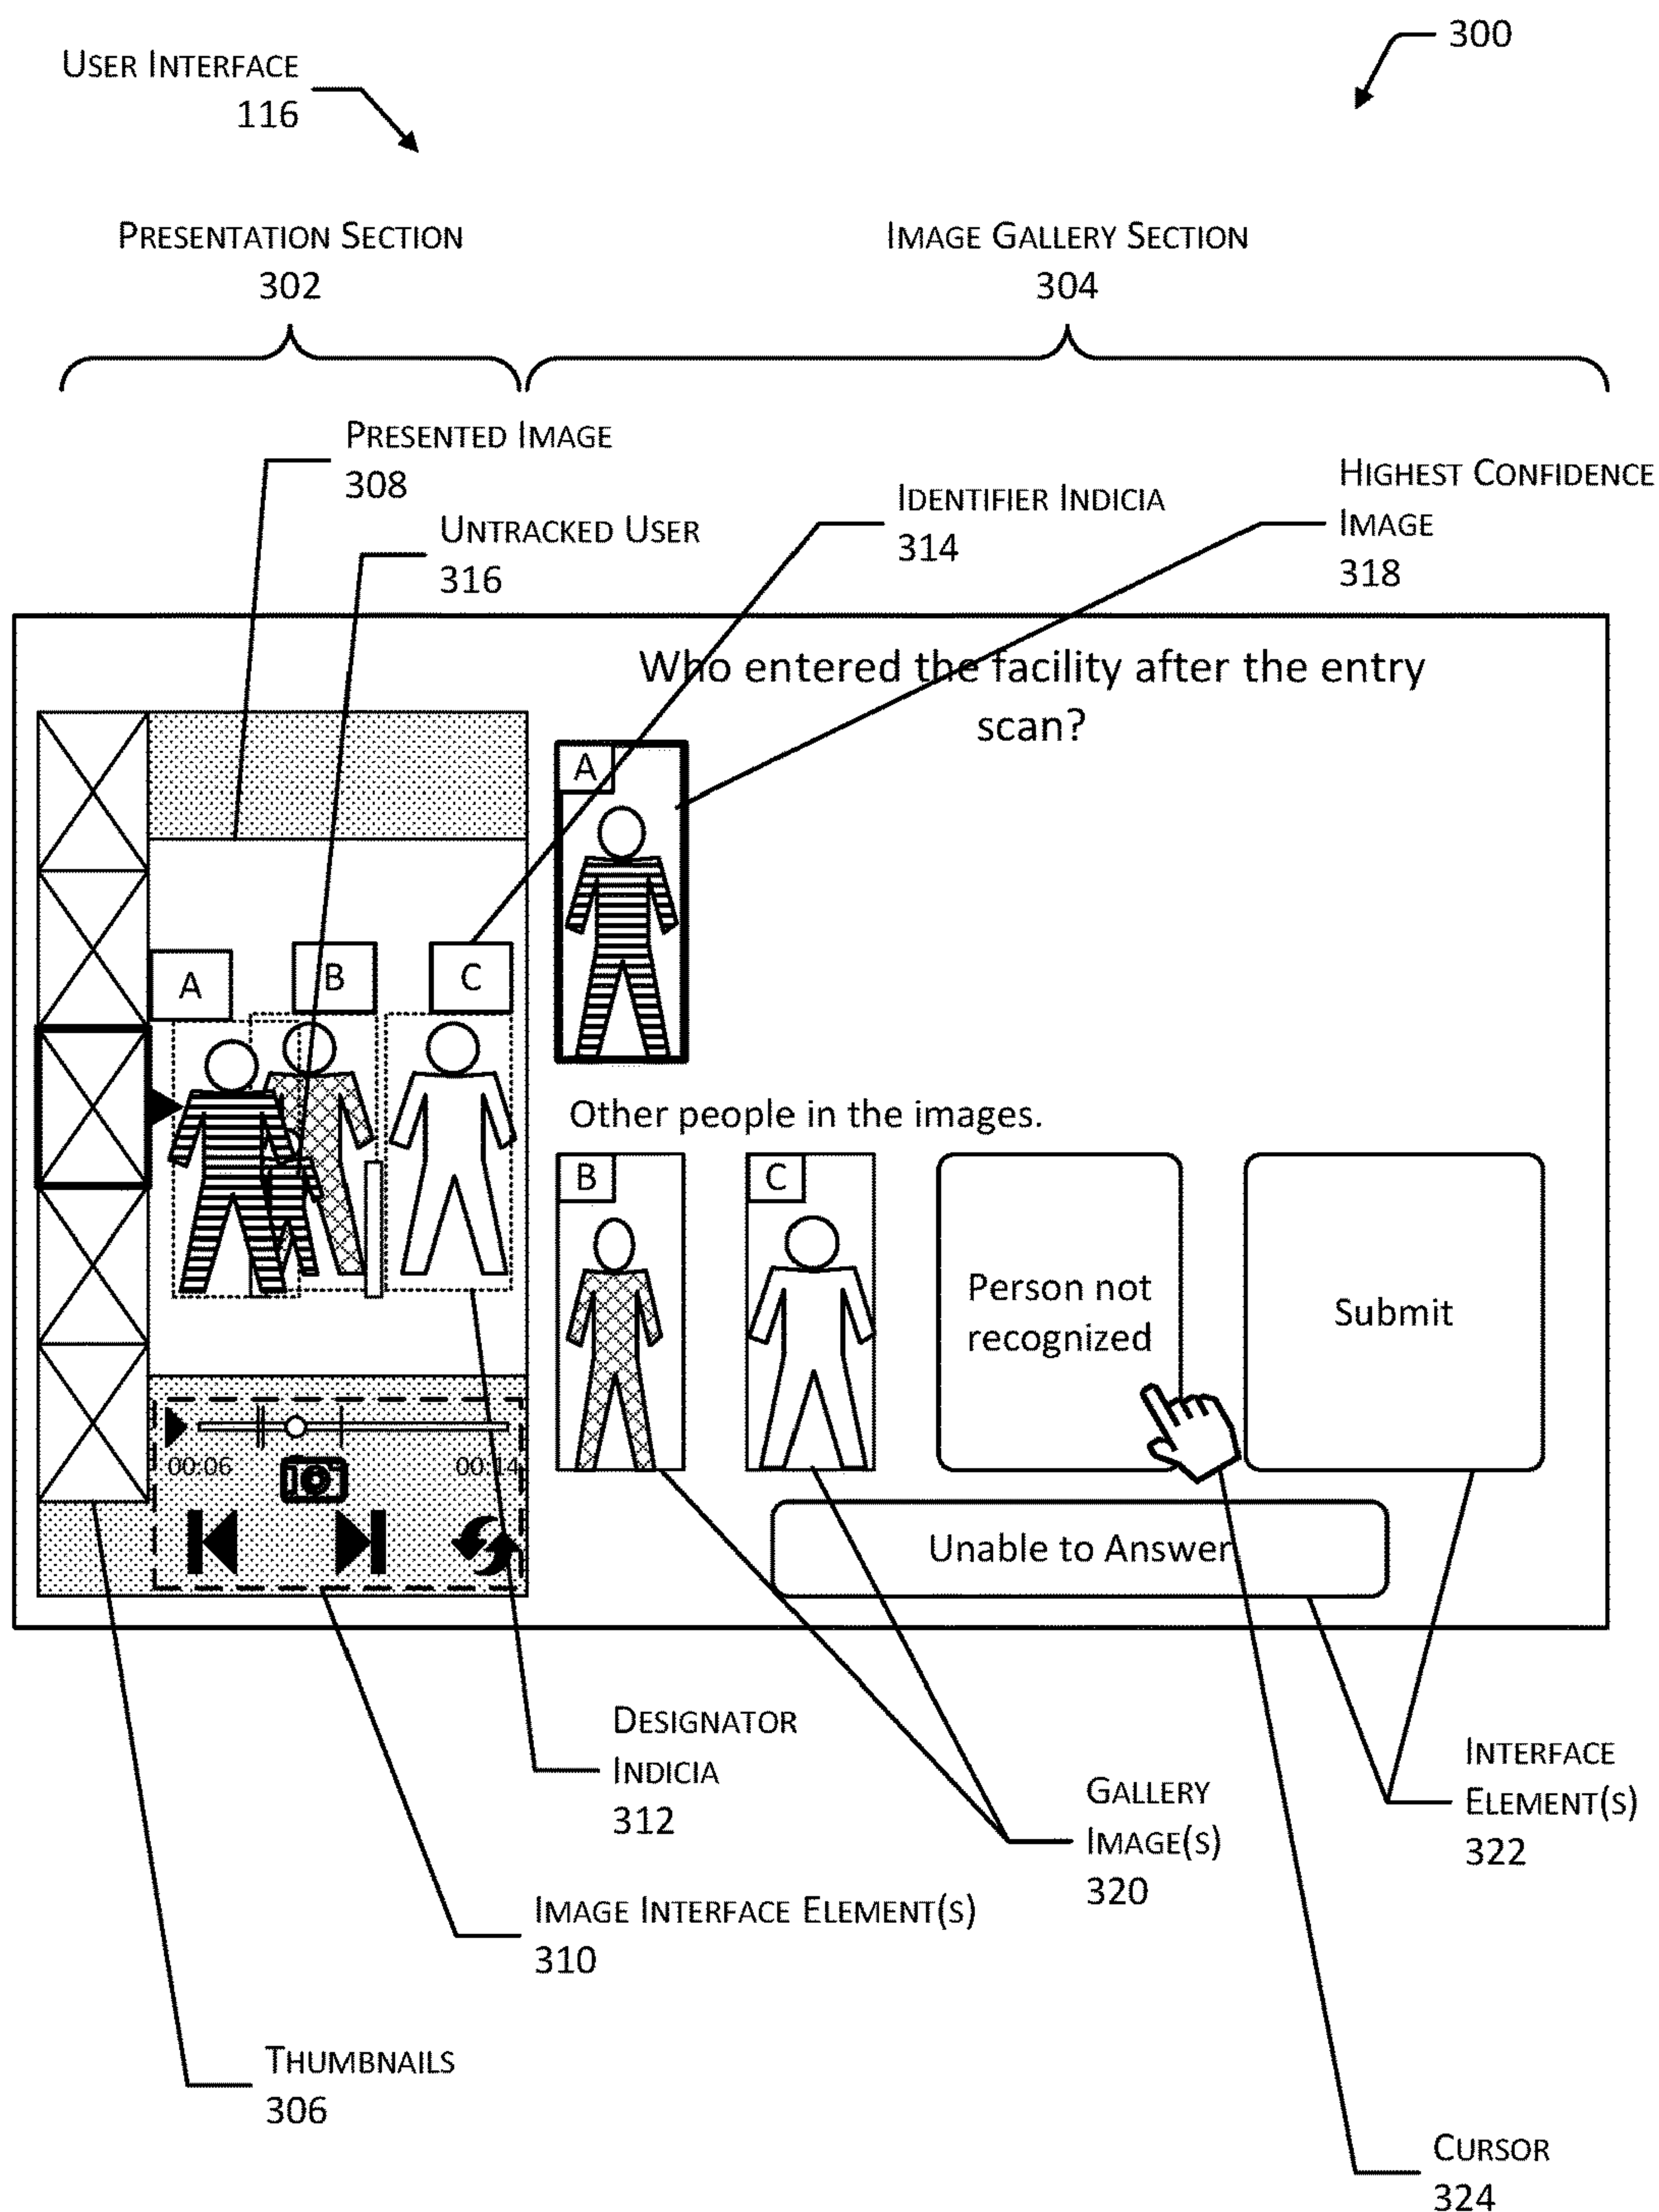 300
USER INTERFACE
116
PRESENTATION SECTION
302
IMAGE GALLERY SECTION
304
PRESENTED IMAGE
308
UNTRACKED USER
316
IDENTIFIER INDICIA
314
HIGHEST CONFIDENCE
IMAGE
318
Who entered the facility after the entry
scan?
A
A
B
C
Other people in the images.
B
C
Person not
recognized
Submit
00:06
00:14
Unable to Answer
DESIGNATOR
INDICIA
312
GALLERY
IMAGE(S)
320
INTERFACE
ELEMENT(S)
322
IMAGE INTERFACE ELEMENT(S)
310
THUMBNAILS
306
CURSOR
324